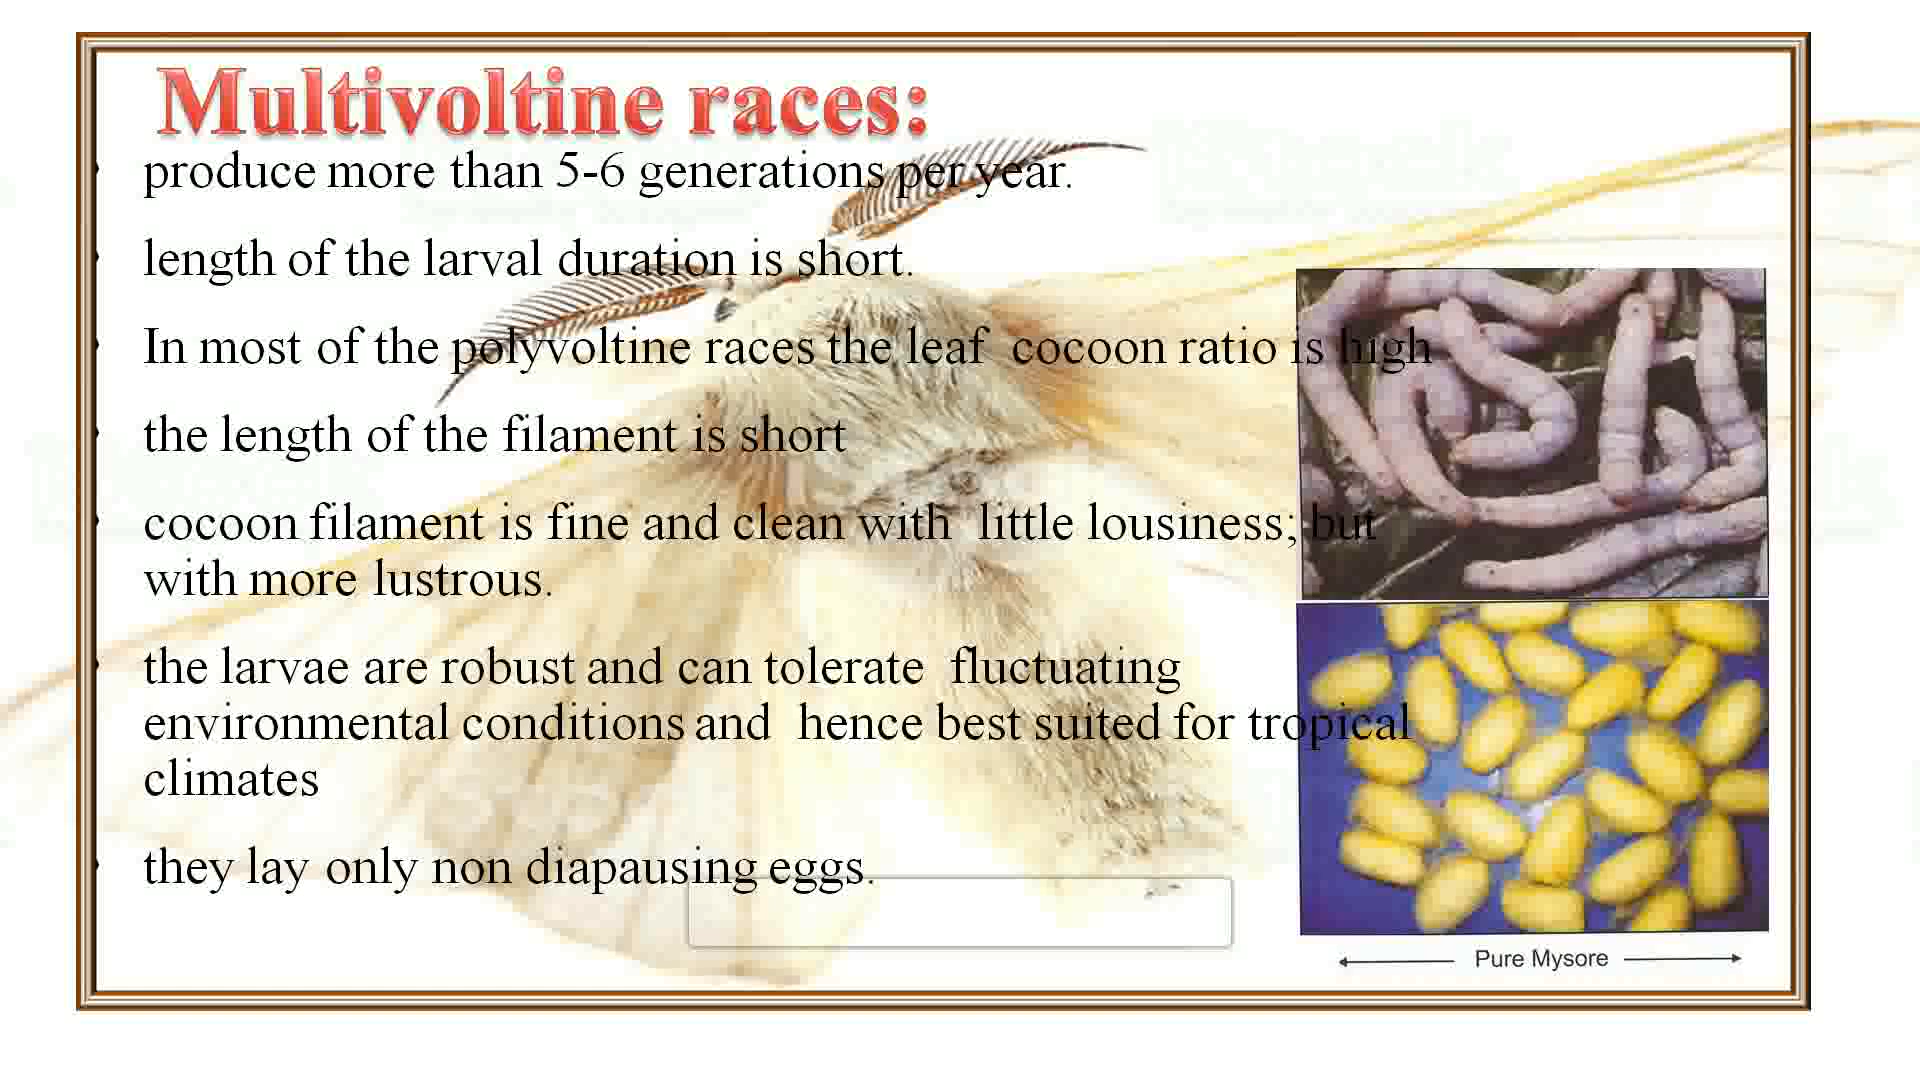 Multivoltine races:
produce more than 5-6 generations per year.
length of the larval duration is short.
In most of the polyvoltine races the leaf cocoon ratio is high
the length of the filament is short
cocoon filament is fine and clean with little lousiness; but
with more lustrous.
the larvae are robust and can tolerate fluctuating
environmental conditions and hence best suited for tropical
climates
they lay only non diapausing eggs.
Pure Mysore